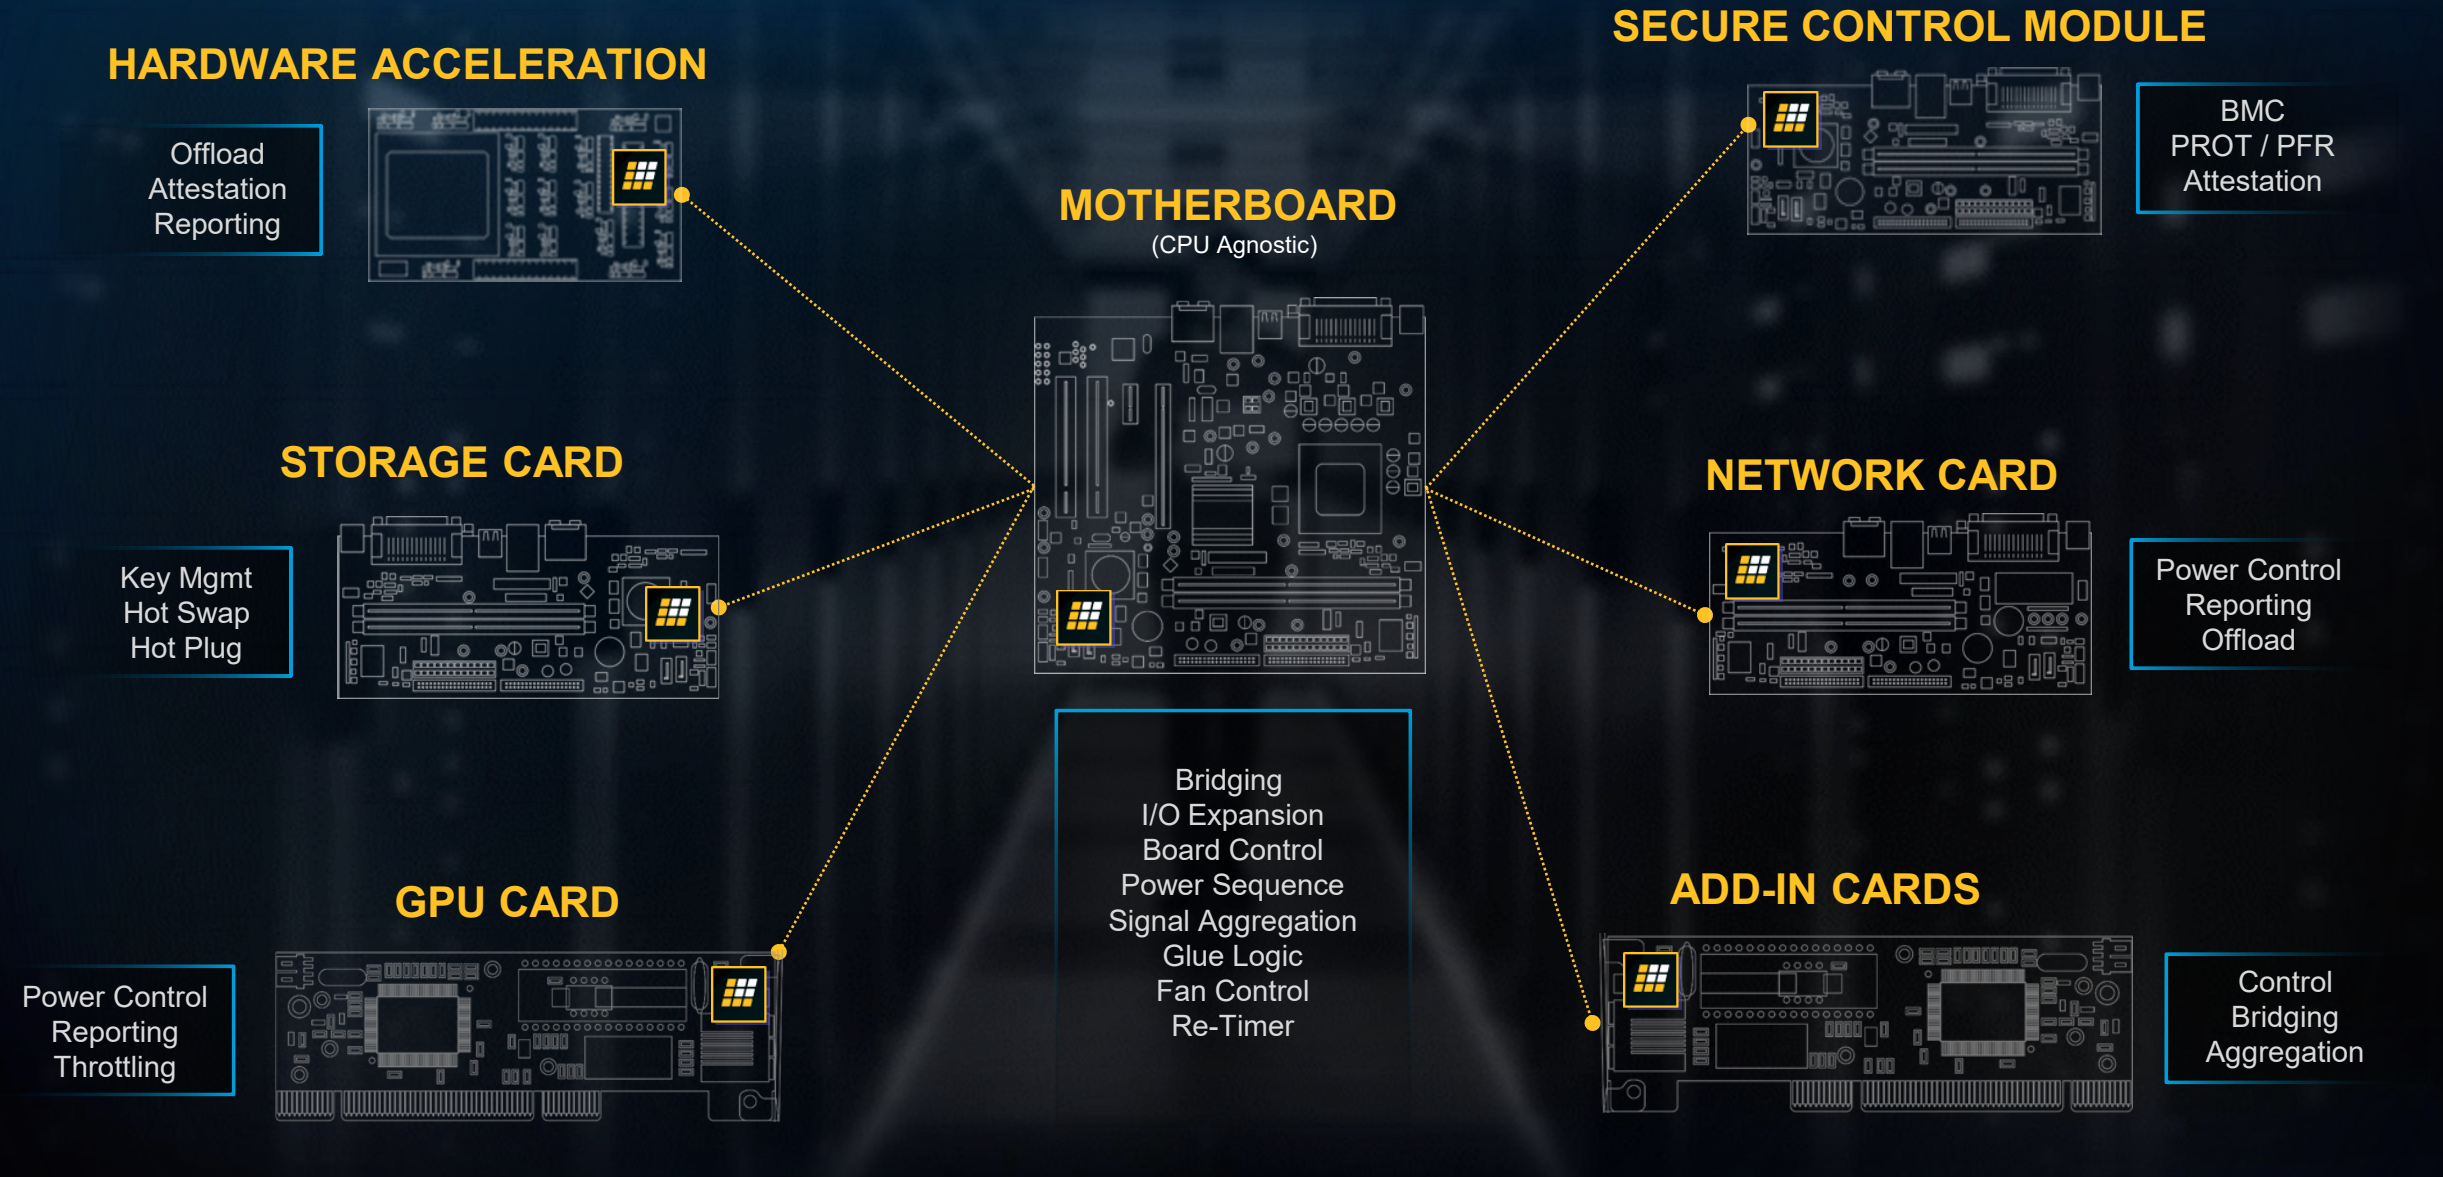 HARDWARE ACCELERATION
Offload
Attestation
Reporting
STORAGE CARD
Key Mgmt
Hot Swap
Hot Plug
GPU CARD
Power Control
Reporting
Throttling
MOTHERBOARD
(CPU Agnostic)
Bridging
I/O Expansion
Board Control
Power Sequence
Signal Aggregation
Glue Logic
Fan Control
Re-Timer
SECURE CONTROL MODULE
BMC
PROT / PFR
Attestation
NETWORK CARD
Power Control
Reporting
Offload
ADD-IN CARDS
Control
Bridging
Aggregation